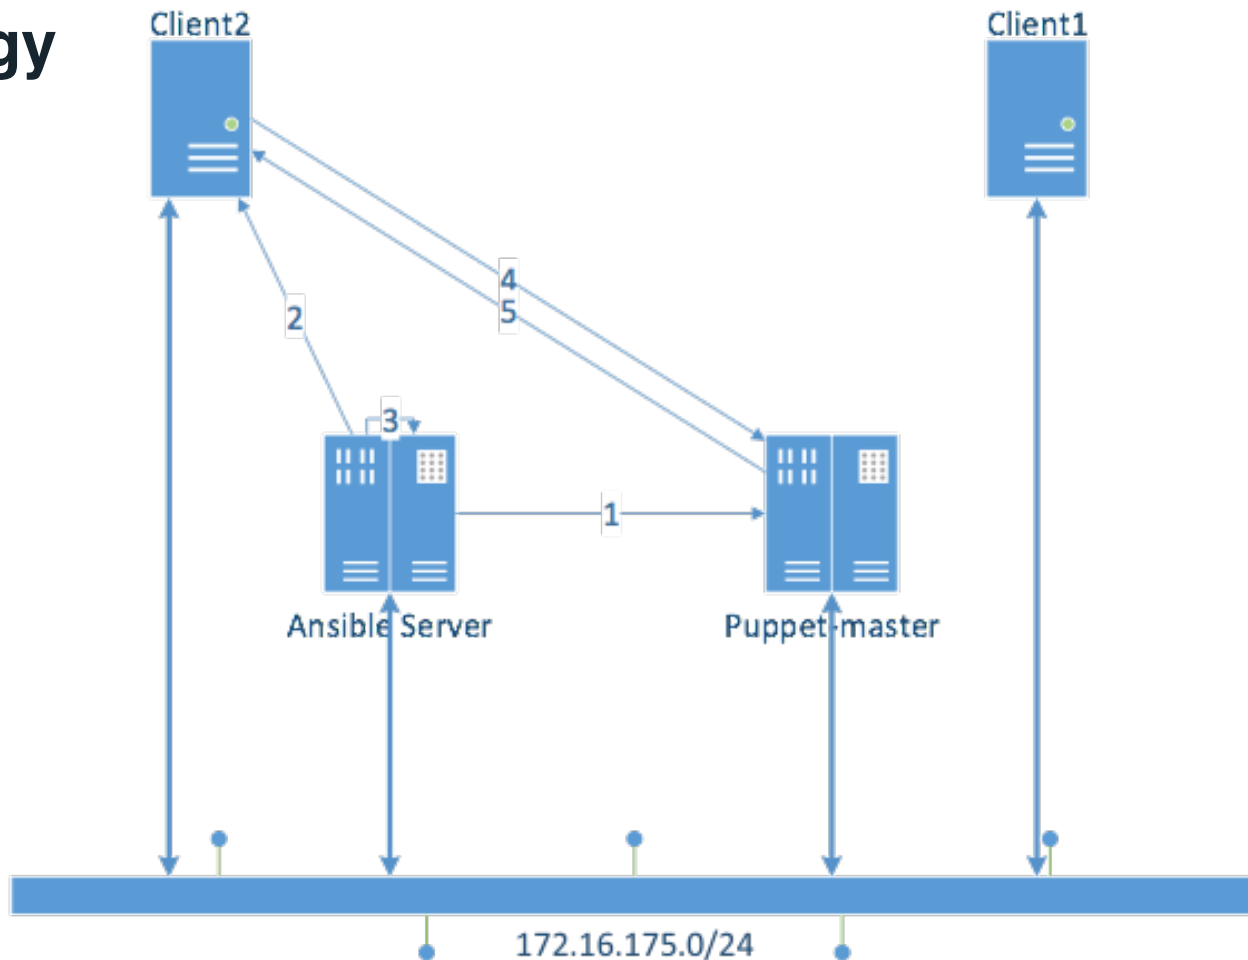 gy
Client2
Client1
4
5
2
3
1
Ansible Server
Puppet-master
172.16.175.0/24